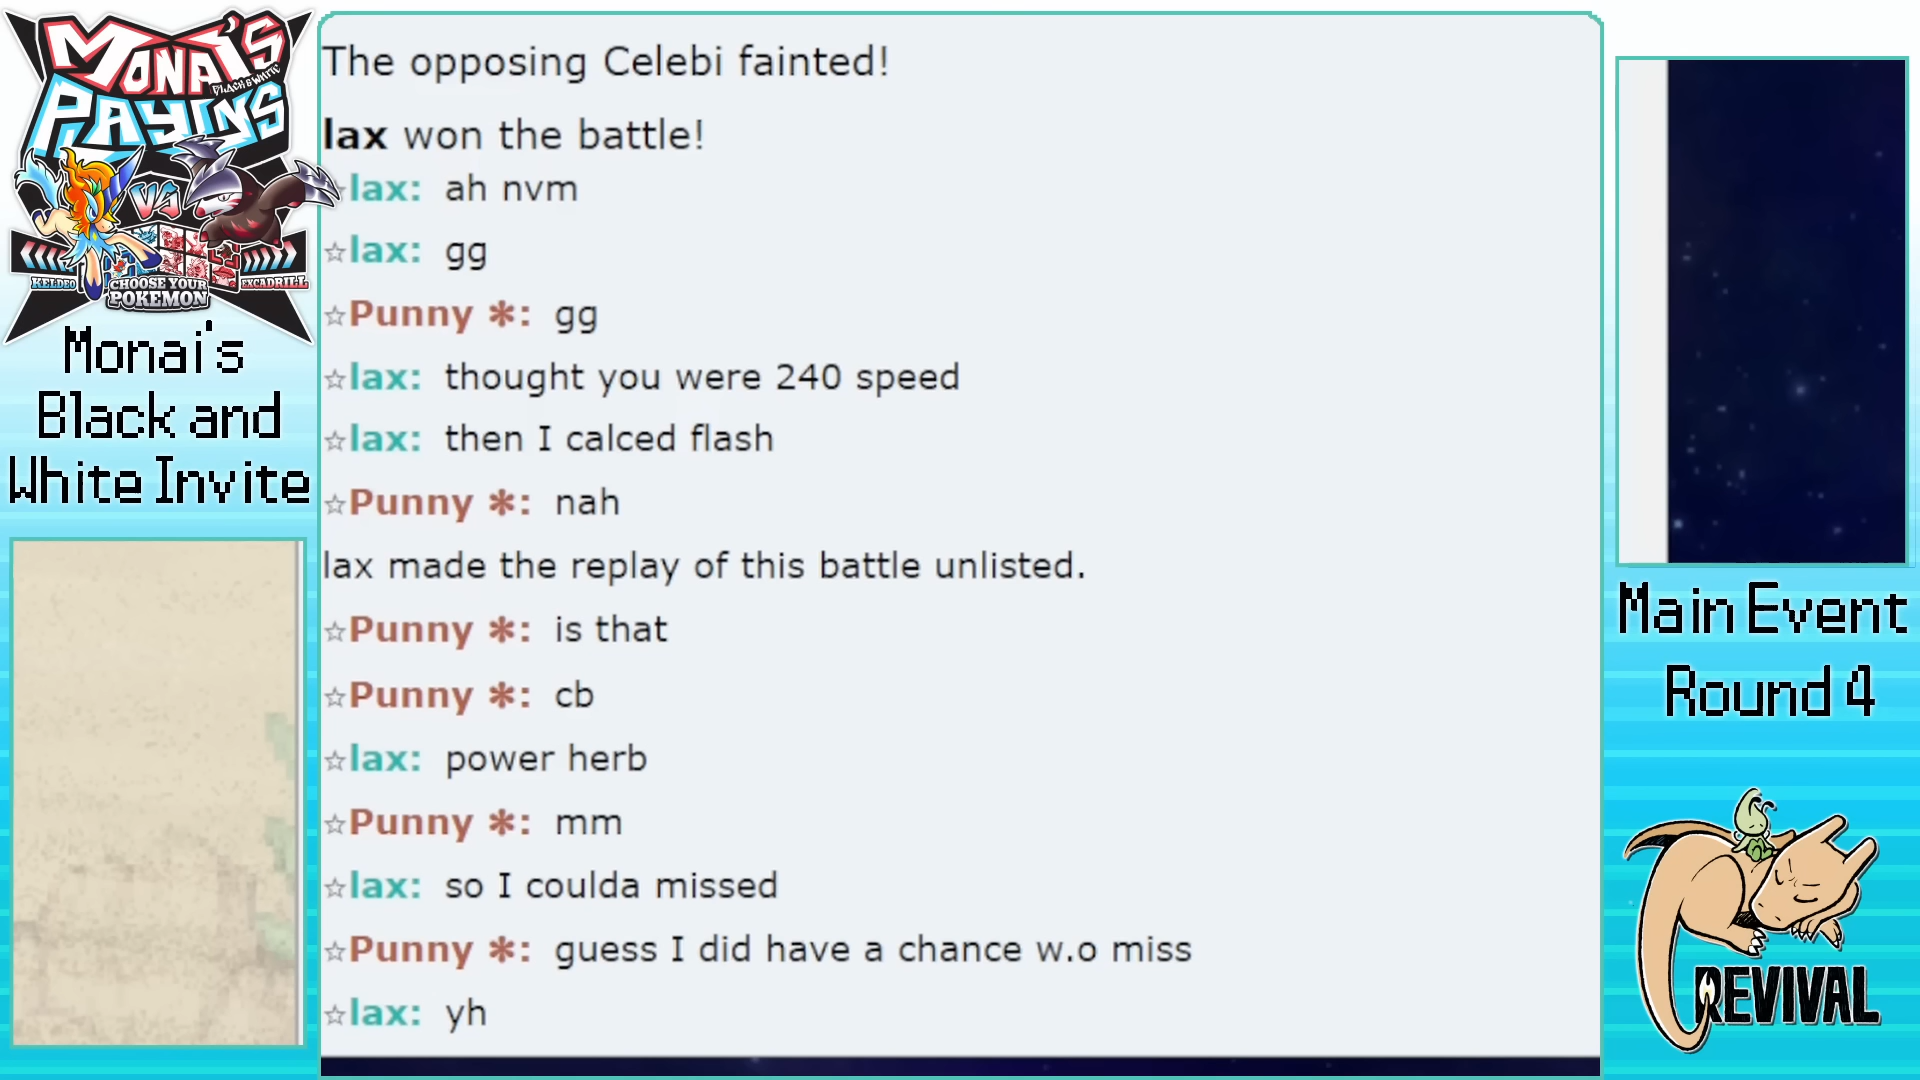 MONAI'S
BLACK & WHITE
PAYINS
VS
KELDEO
CHOOSE YOUR
POKEMON
EXCADRILL
Monai's
Black and
White Invite
The opposing Celebi fainted!
lax won the battle!
☆lax: ah nvm
☆lax: gg
☆Punny ✻: gg
☆lax: thought you were 240 speed
☆lax: then I calced flash
☆Punny ✻: nah
lax made the replay of this battle unlisted.
☆Punny ✻: is that
☆Punny ✻: cb
☆lax: power herb
☆Punny ✻: mm
☆lax: so I coulda missed
☆Punny ✻: guess I did have a chance w.o miss
☆lax: yh
Main Event
Round 4
REVIVAL